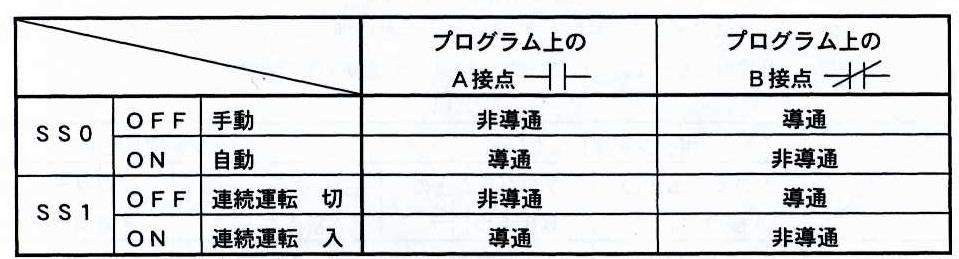 プログラム上の プログラム上の
A接点 B接点
SS0 OFF 手動 非導通 導通
ON 自動 導通 非導通
SS1 OFF 連続運転 切 非導通 導通
ON 連続運転 入 導通 非導通